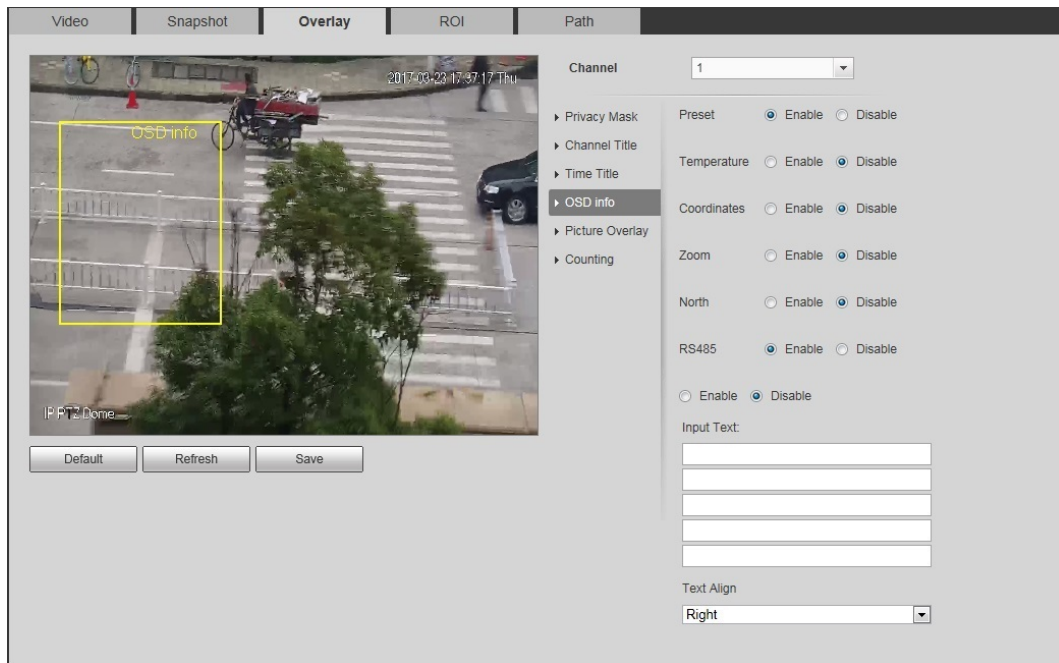 Video Snapshot Overlay ROI Path
2017-03-23 17:37:17 Thu
OSD info
IP PTZ Dome
Default Refresh Save
Channel 1
Privacy Mask
Channel Title
Time Title
OSD info
Picture Overlay
Counting
Preset Enable Disable
Temperature Enable Disable
Coordinates Enable Disable
Zoom Enable Disable
North Enable Disable
RS485 Enable Disable
Enable Disable
Input Text:
Text Align
Right